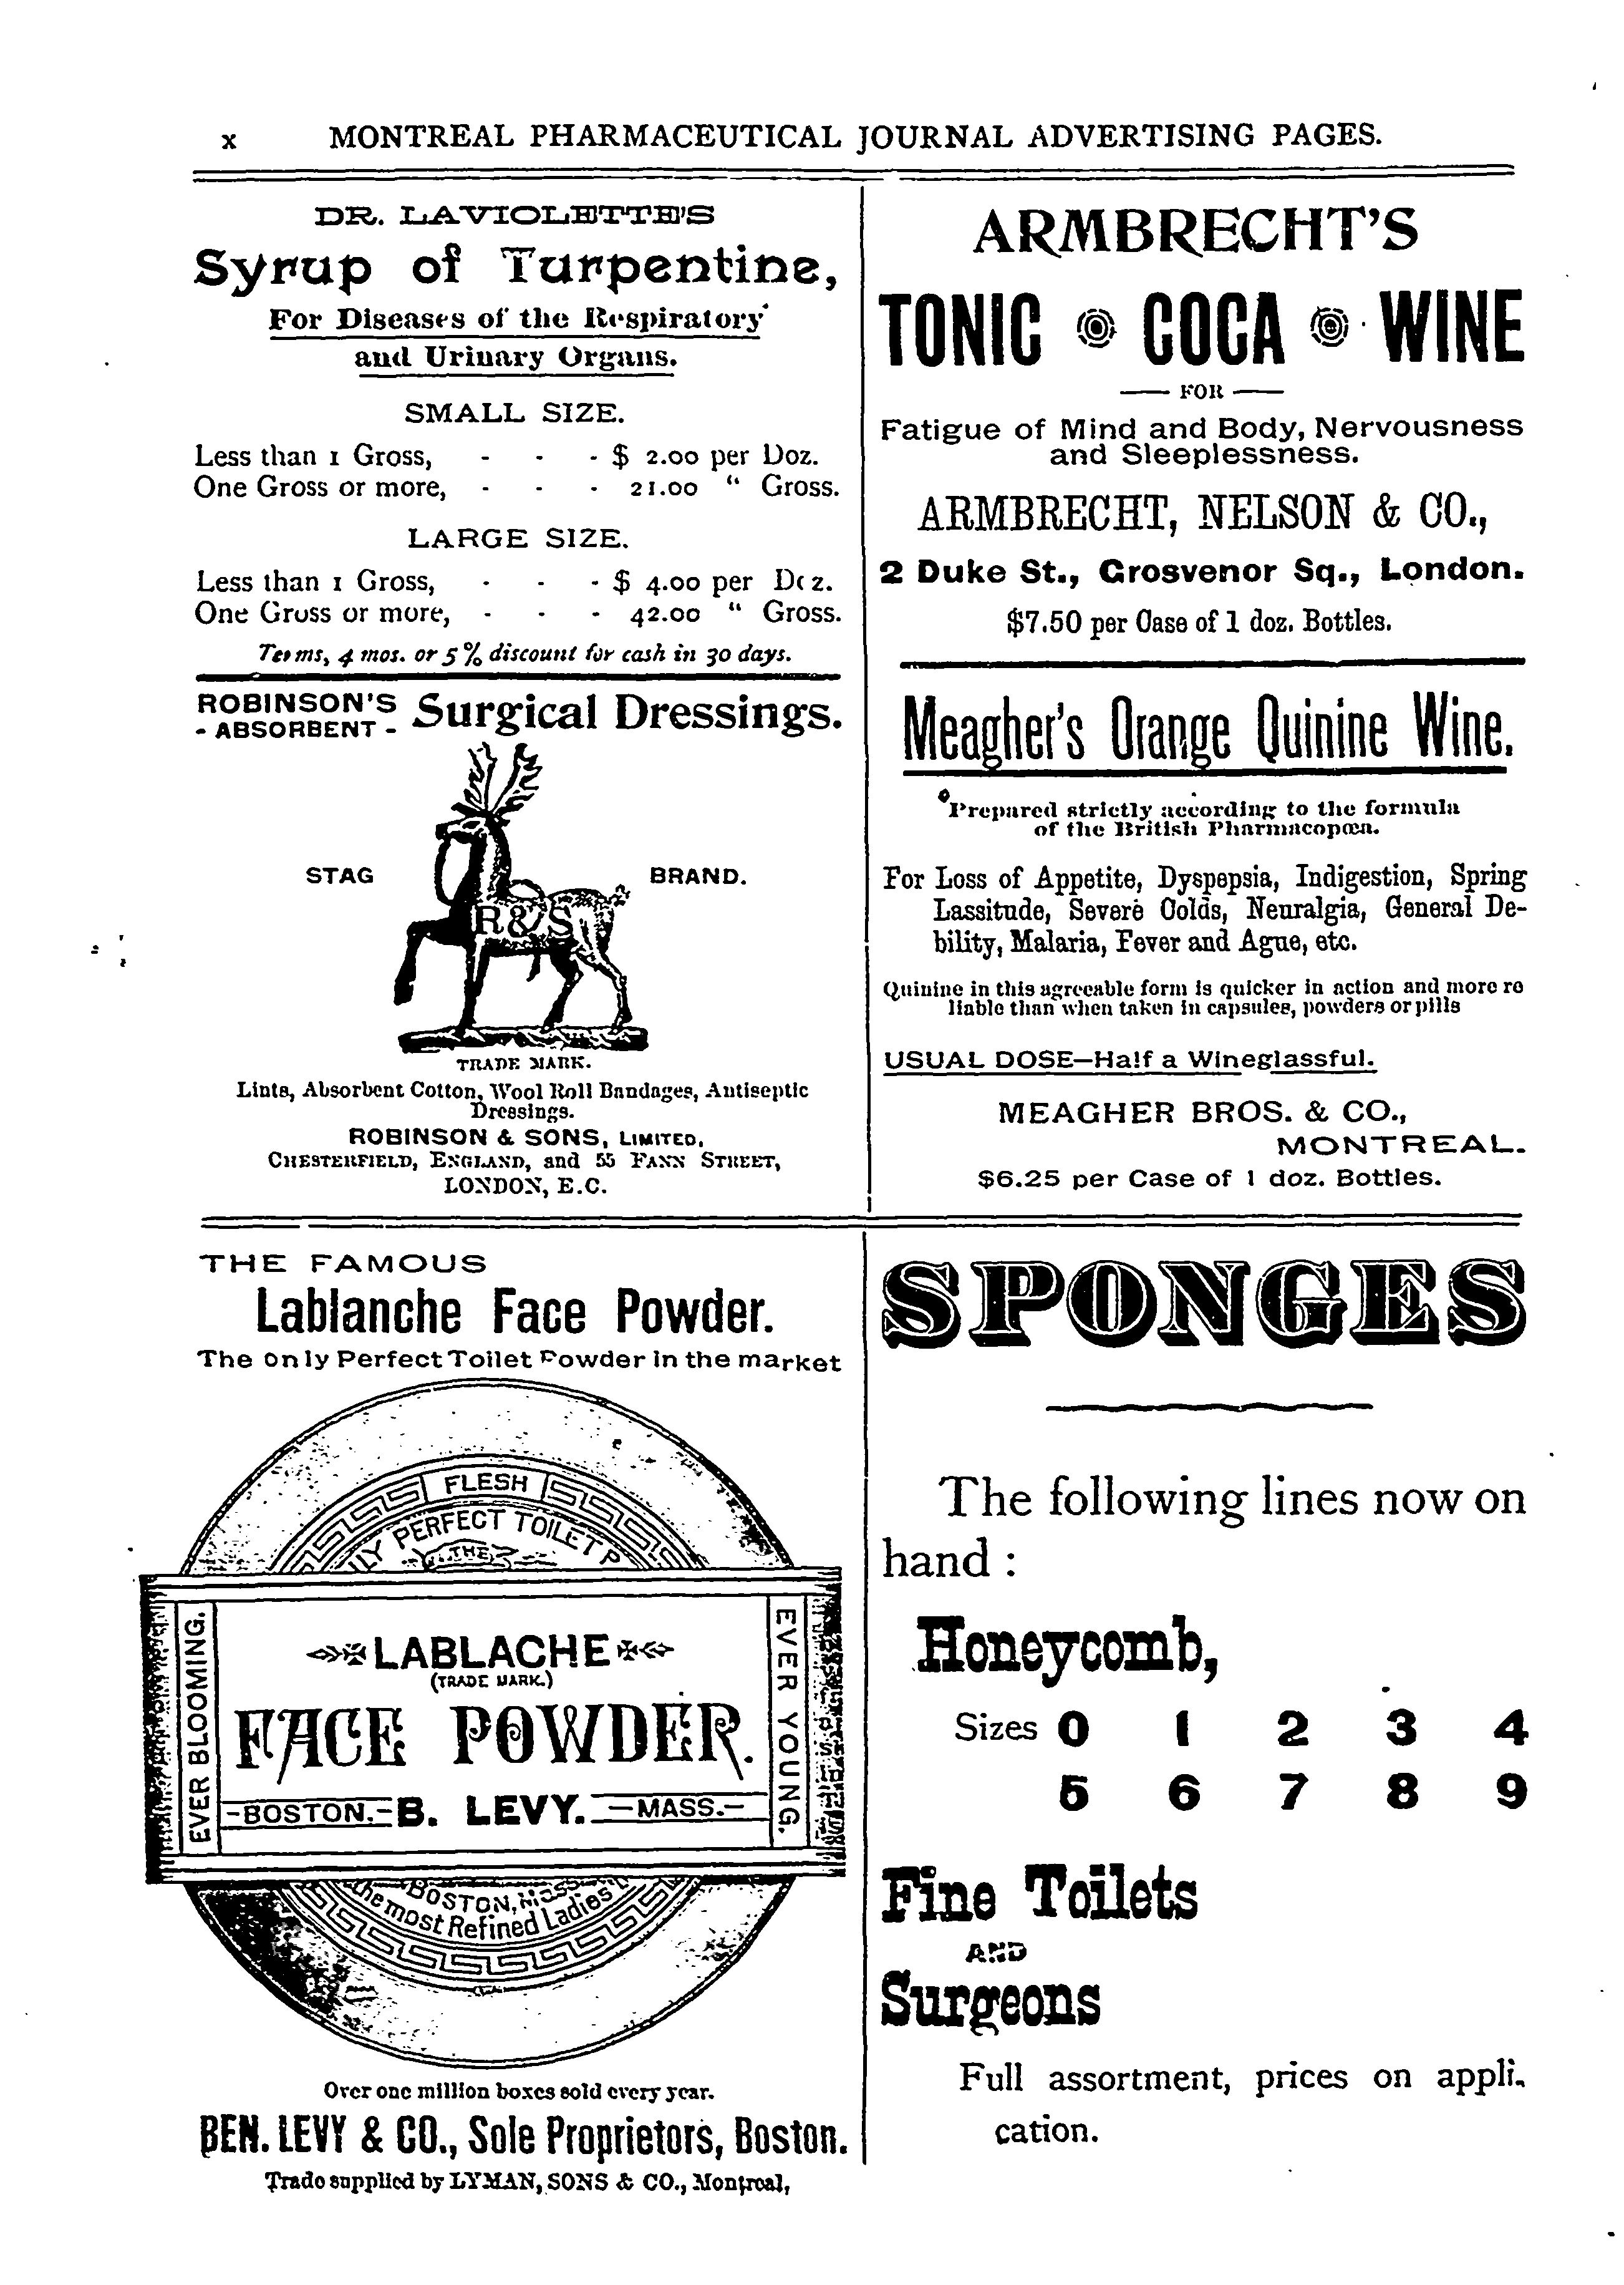 x MONTREAL PHARMACEUTICAL JOURNAL ADVERTISING PAGES.
DR. LAVIOLETTE'S
Syrup of Turpentine,
For Diseases of the Respiratory
and Urinary Organs.
SMALL SIZE.
Less than 1 Gross, - - - $ 2.00 per Doz.
One Gross or more, - - - 21.00 " Gross.
LARGE SIZE.
Less than 1 Gross, - - - $ 4.00 per Doz.
One Gross or more, - - - 42.00 " Gross.
Terms, 4 mos. or 5 % discount for cash in 30 days.
ROBINSON'S
- ABSORBENT -
Surgical Dressings.
STAG BRAND.
R&S
TRADE MARK.
Lints, Absorbent Cotton, Wool Roll Bandages, Antiseptic
Dressings.
ROBINSON & SONS, LIMITED,
CHESTERFIELD, ENGLAND, and 55 FANN STREET,
LONDON, E.C.
ARMBRECHT'S
TONIC COCA WINE
— FOR —
Fatigue of Mind and Body, Nervousness
and Sleeplessness.
ARMBRECHT, NELSON & CO.,
2 Duke St., Grosvenor Sq., London.
$7.50 per Case of 1 doz. Bottles.
Meagher's Orange Quinine Wine.
Prepared strictly according to the formula
of the British Pharmacopœa.
For Loss of Appetite, Dyspepsia, Indigestion, Spring
Lassitude, Severe Colds, Neuralgia, General De-
bility, Malaria, Fever and Ague, etc.
Quinine in this agreeable form is quicker in action and more re
liable than when taken in capsules, powders or pills
USUAL DOSE—Half a Wineglassful.
MEAGHER BROS. & CO.,
MONTREAL.
$6.25 per Case of 1 doz. Bottles.
THE FAMOUS
Lablanche Face Powder.
The only Perfect Toilet Powder in the market
FLESH
PERFECT TOILET P
THE
EVER BLOOMING.
LABLACHE
(TRADE MARK.)
FACE POWDER.
-BOSTON.- B. LEVY. -MASS.-
EVER YOUNG.
BOSTON, MASS
the most Refined Ladies
Over one million boxes sold every year.
BEN. LEVY & CO., Sole Proprietors, Boston.
Trade supplied by LYMAN, SONS & CO., Montreal,
SPONGES
The following lines now on
hand :
Honeycomb,
Sizes 0 1 2 3 4
5 6 7 8 9
Fine Toilets
AND
Surgeons
Full assortment, prices on appli-
cation.